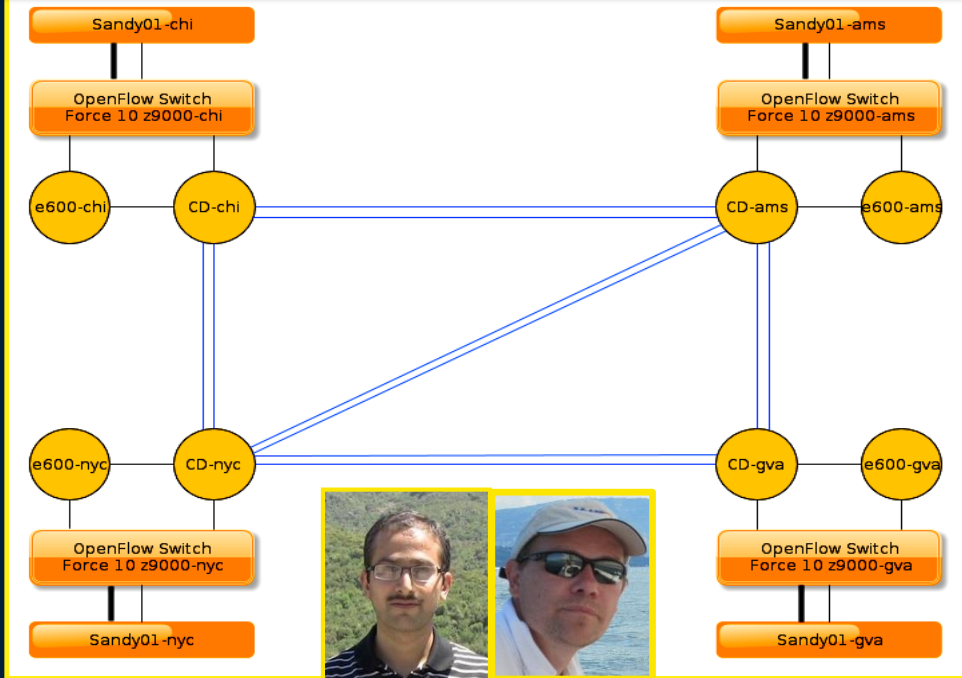 Sandy01-chi
Sandy01-ams
OpenFlow Switch
Force 10 z9000-chi
OpenFlow Switch
Force 10 z9000-ams
e600-chi
CD-chi
CD-ams
e600-ams
e600-nyc
CD-nyc
CD-gva
e600-gva
OpenFlow Switch
Force 10 z9000-nyc
OpenFlow Switch
Force 10 z9000-gva
Sandy01-nyc
Sandy01-gva